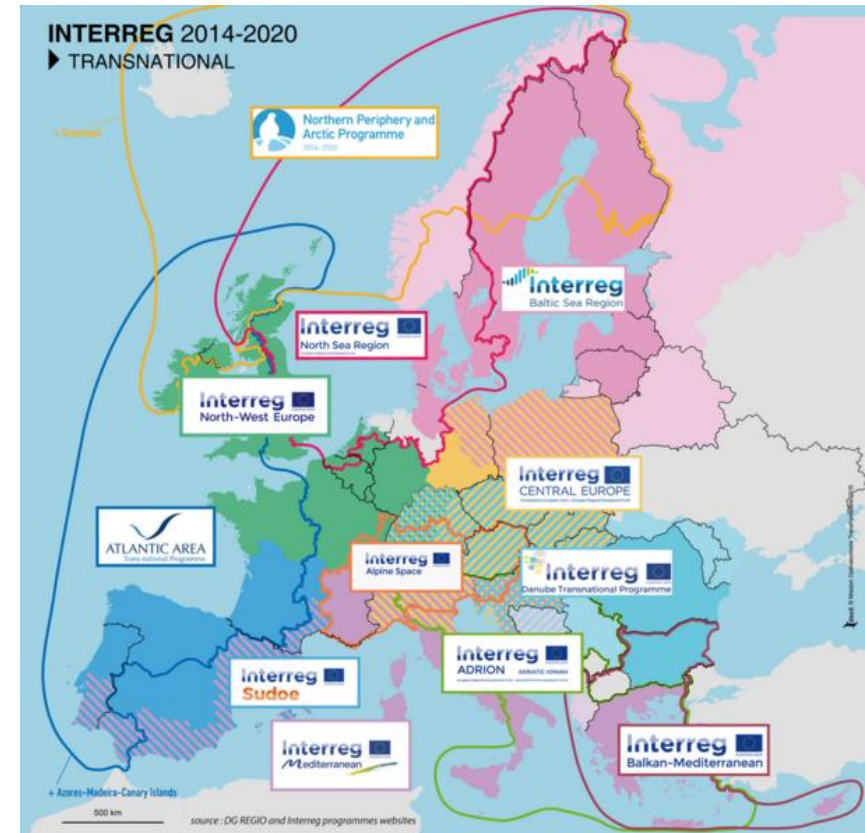 INTERREG 2014-2020
TRANSNATIONAL
Northern Periphery and
Arctic Programme
2014–2020
+ Greenland
Interreg
Baltic Sea Region
Interreg
North Sea Region
Interreg
North-West Europe
Interreg
CENTRAL EUROPE
ATLANTIC AREA
Transnational Programme
Interreg
Alpine Space
Interreg
Danube Transnational Programme
Interreg
ADRION ADRIATIC-IONIAN
Interreg
Sudoe
Interreg
Mediterranean
Interreg
Balkan-Mediterranean
+ Azores-Madeira-Canary Islands
500 km
source : DG REGIO and Interreg programmes websites